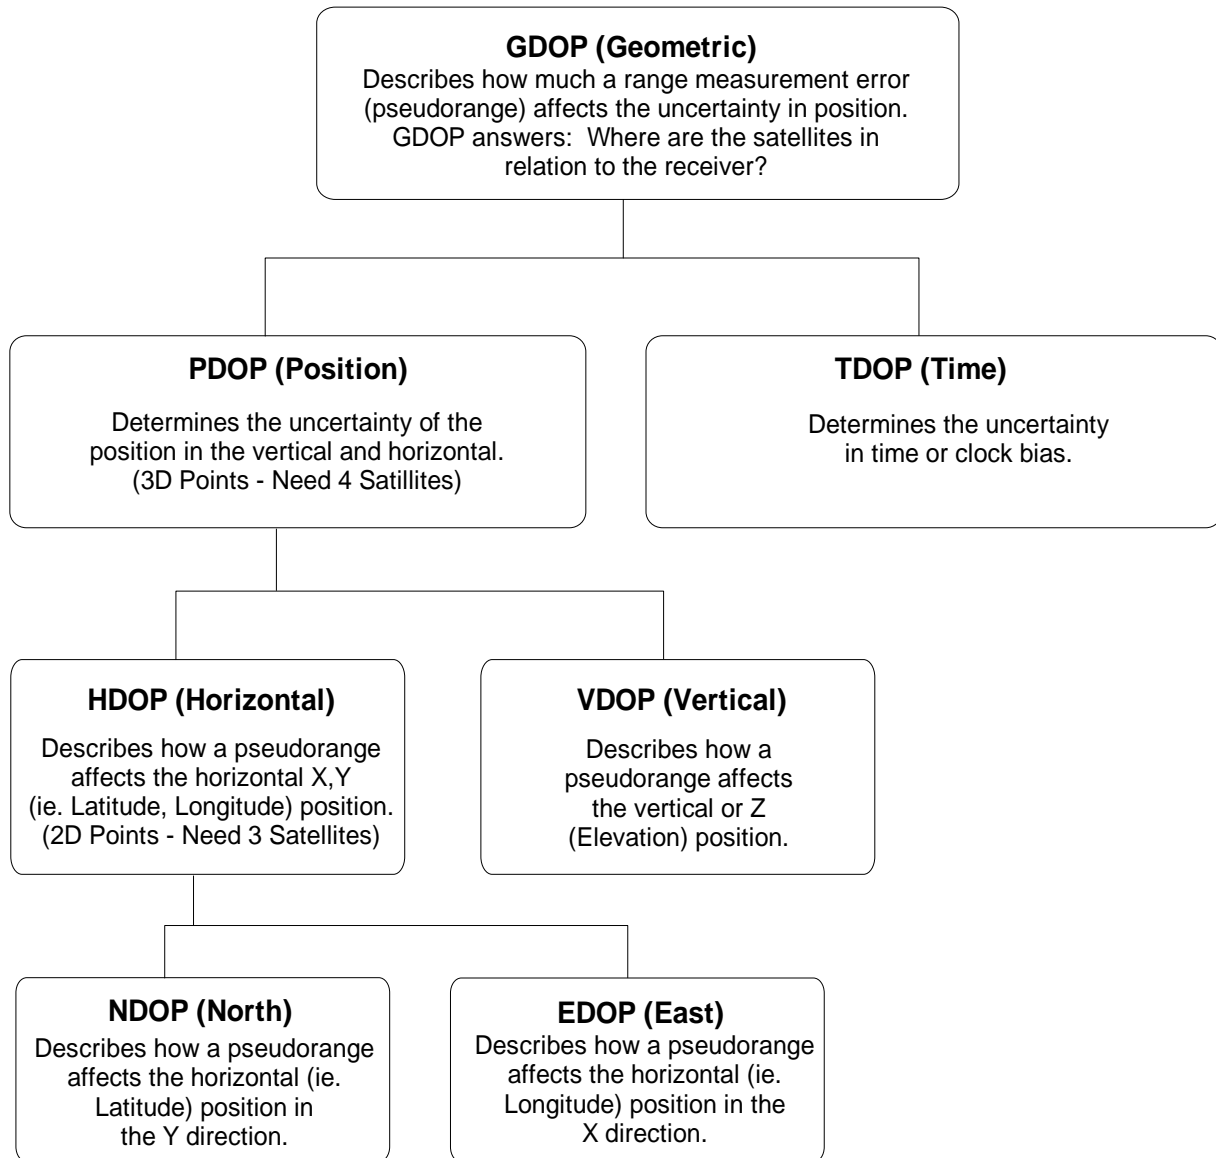 GDOP (Geometric)
Describes how much a range measurement error
(pseudorange) affects the uncertainty in position.
GDOP answers:  Where are the satellites in
relation to the receiver?
PDOP (Position)
Determines the uncertainty of the
position in the vertical and horizontal.
(3D Points - Need 4 Satillites)
TDOP (Time)
Determines the uncertainty
in time or clock bias.
HDOP (Horizontal)
Describes how a pseudorange
affects the horizontal X,Y
(ie. Latitude, Longitude) position.
(2D Points - Need 3 Satellites)
VDOP (Vertical)
Describes how a
pseudorange affects
the vertical or Z
(Elevation) position.
NDOP (North)
Describes how a pseudorange
affects the horizontal (ie.
Latitude) position in
the Y direction.
EDOP (East)
Describes how a pseudorange
affects the horizontal (ie.
Longitude) position in the
X direction.